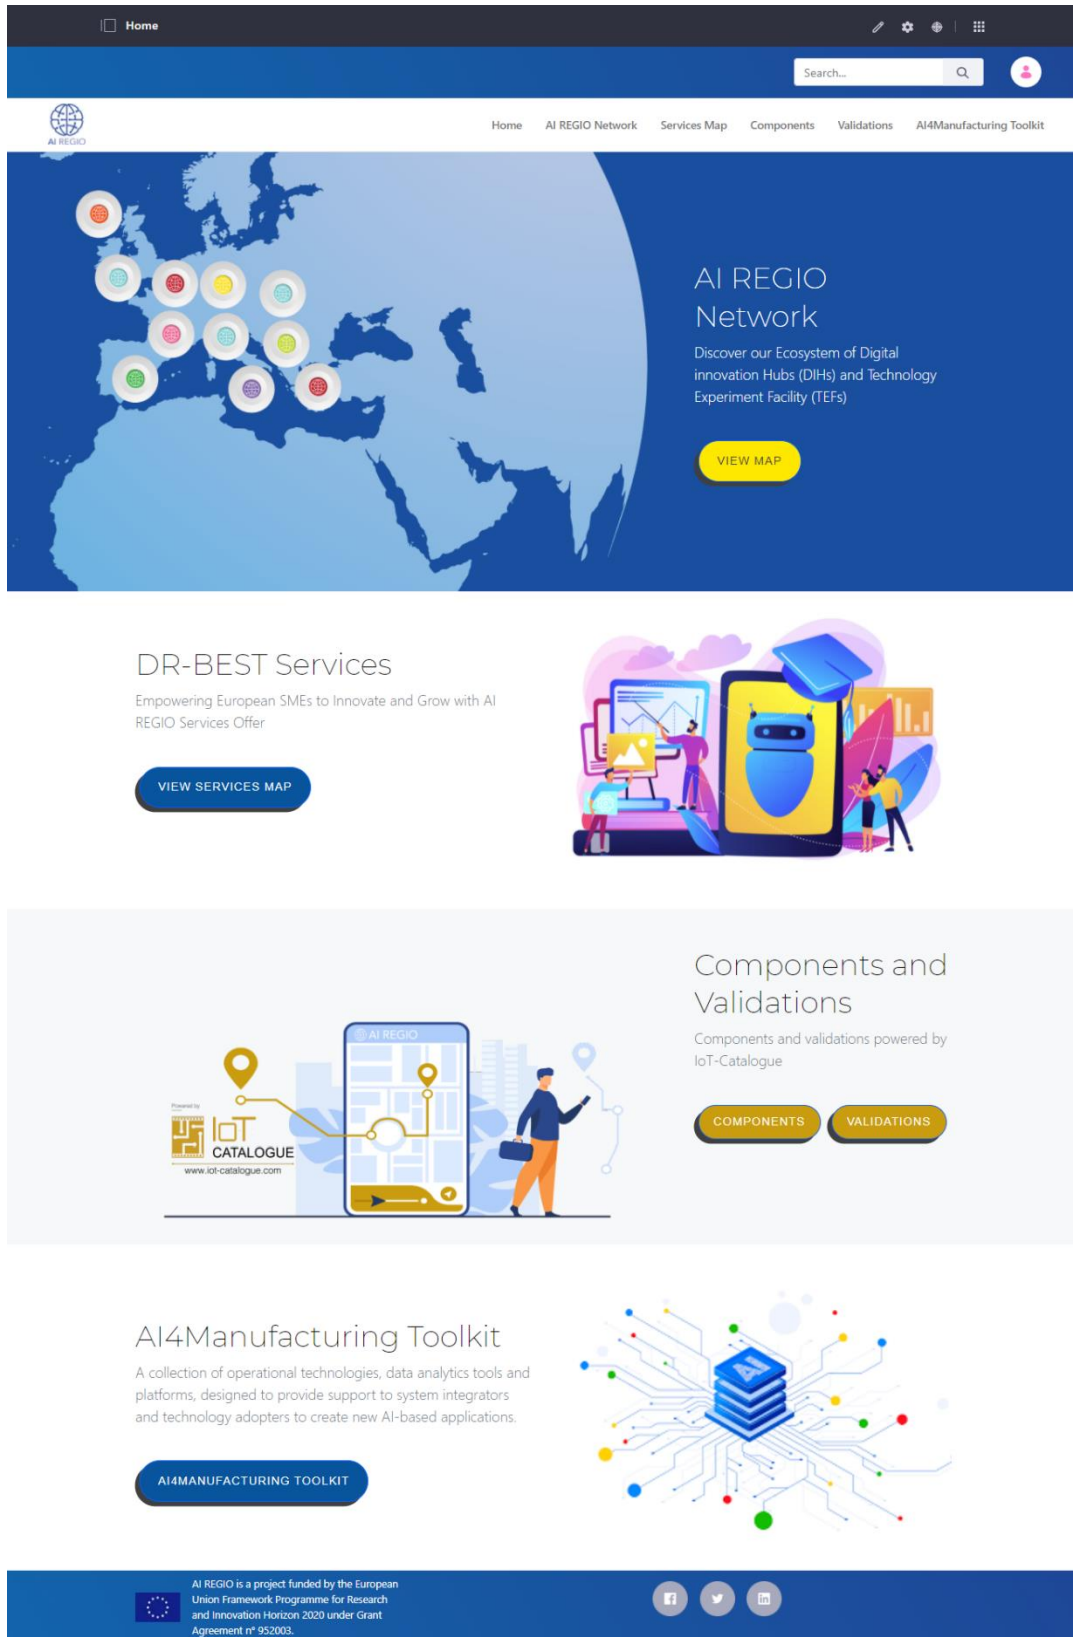 Home
Search...
AI REGIO
Home AI REGIO Network Services Map Components Validations AI4Manufacturing Toolkit
AI REGIO
Network
Discover our Ecosystem of Digital
innovation Hubs (DIHs) and Technology
Experiment Facility (TEFs)
VIEW MAP
DR-BEST Services
Empowering European SMEs to Innovate and Grow with AI
REGIO Services Offer
VIEW SERVICES MAP
Components and
Validations
Components and validations powered by
IoT-Catalogue
COMPONENTS VALIDATIONS
AI REGIO
Powered by
IoT
CATALOGUE
www.iot-catalogue.com
AI4Manufacturing Toolkit
A collection of operational technologies, data analytics tools and
platforms, designed to provide support to system integrators
and technology adopters to create new AI-based applications.
AI4MANUFACTURING TOOLKIT
AI
AI REGIO is a project funded by the European
Union Framework Programme for Research
and Innovation Horizon 2020 under Grant
Agreement nº 952003.